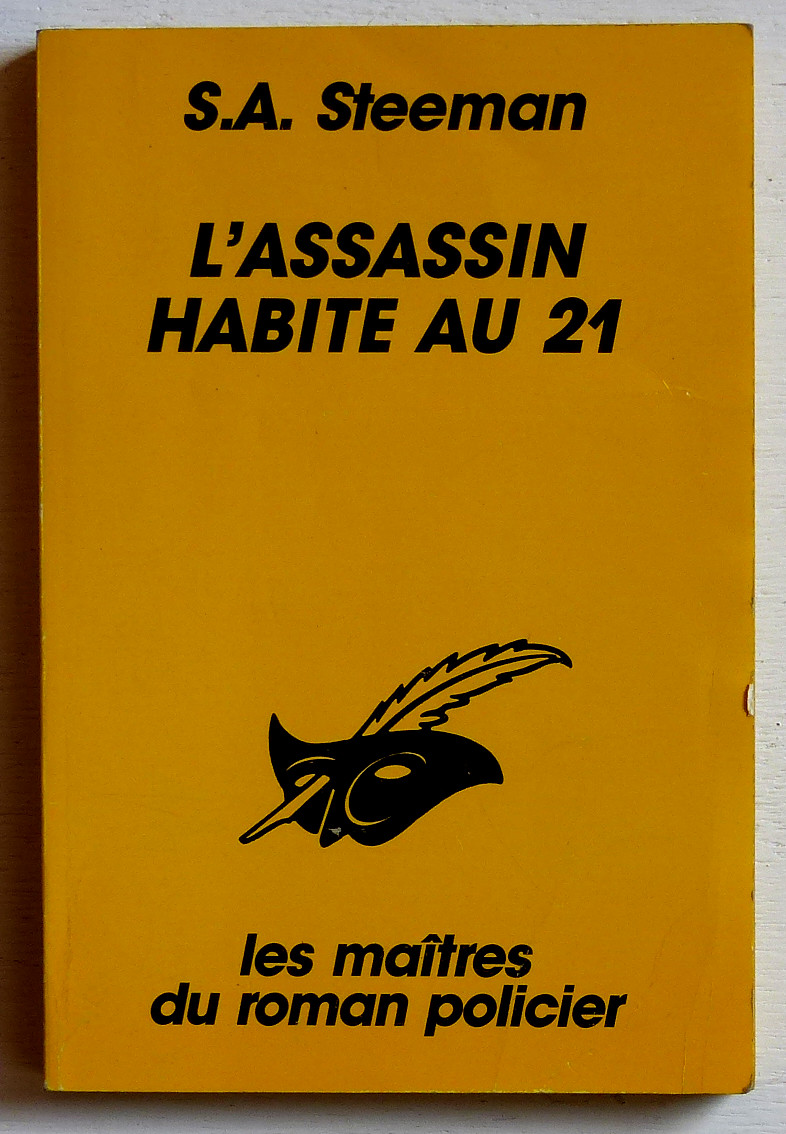 S.A. Steeman
L'ASSASSIN
HABITE AU 21
les maîtres
du roman policier